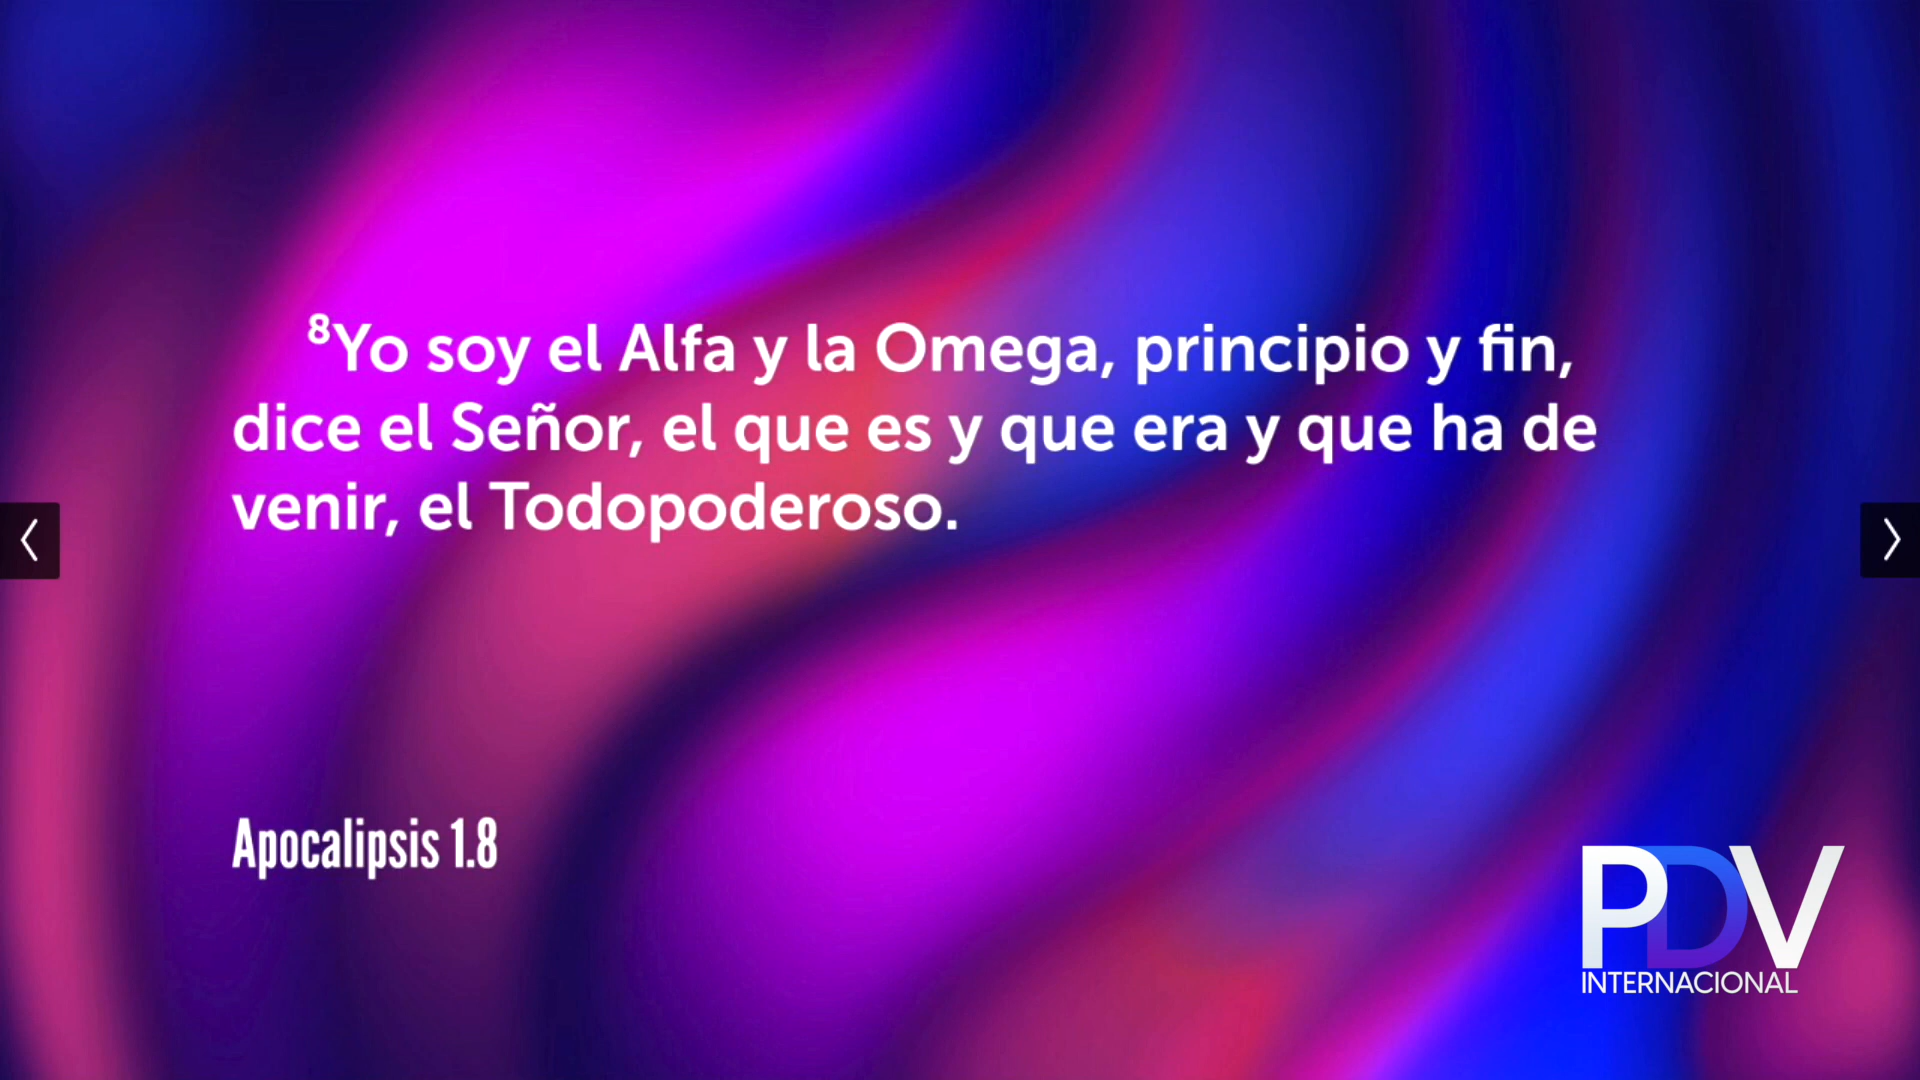 ⁸Yo soy el Alfa y la Omega, principio y fin,
dice el Señor, el que es y que era y que ha de
venir, el Todopoderoso.
Apocalipsis 1.8
PDV
INTERNACIONAL